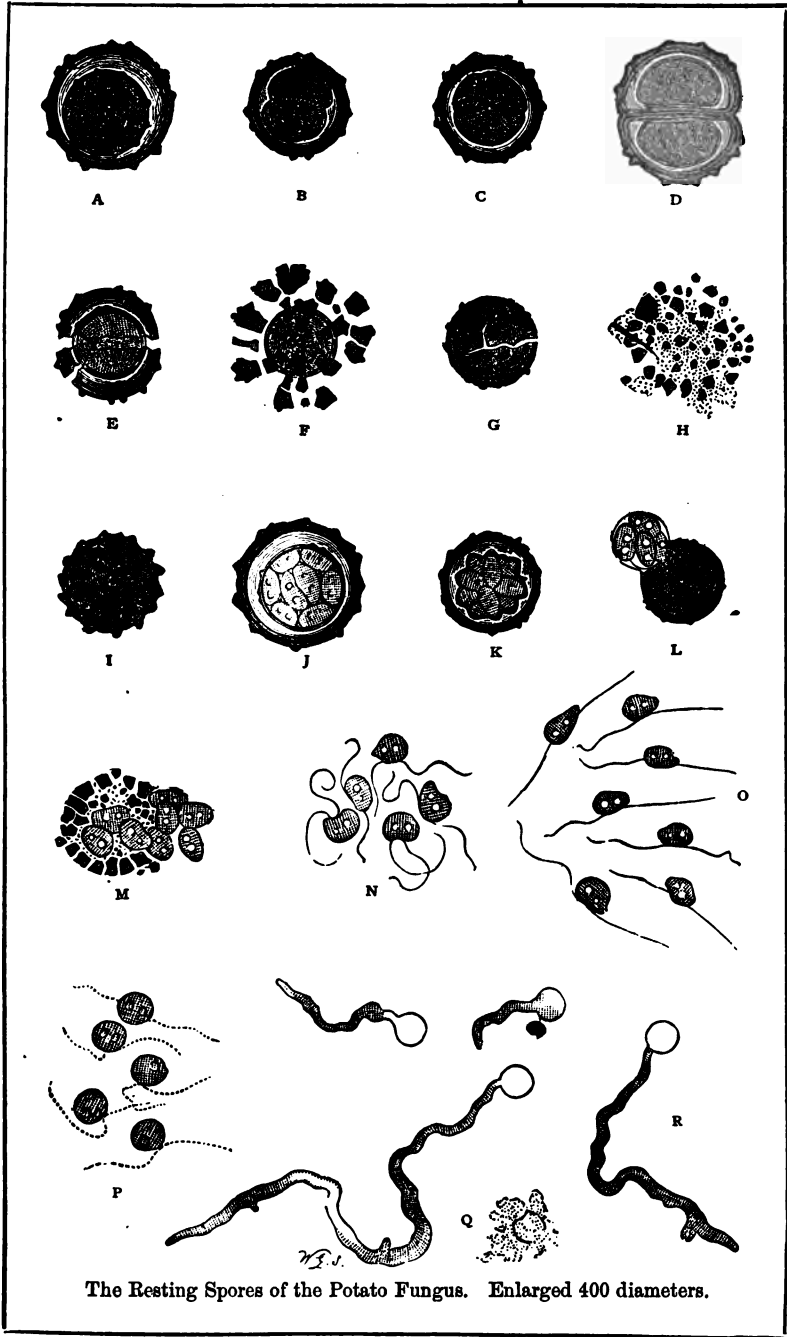 A B C D
E F G H
I J K L
M N O
P Q R
W.G.S.
The Resting Spores of the Potato Fungus. Enlarged 400 diameters.